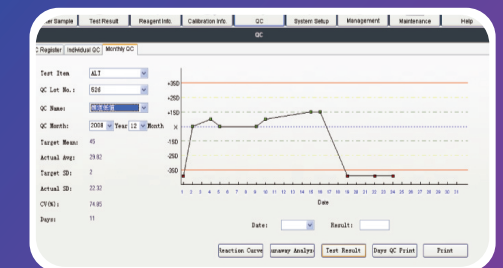 er Sample Test Result Reagent Info. Calibration Info. QC System Setup Management Maintenance Help
QC
C Register Individual QC Monthly QC
Test Item ALT
QC Lot No.: 526
QC Name:
QC Month: 2008 Year 12 Month
Target Mean: 45
Actual Avg: 29.82
Target SD: 2
Actual SD: 22.32
CV(%): 74.85
Days: 11
+3SD
+2SD
+1SD
X
-1SD
-2SD
-3SD
1 2 3 4 5 6 7 8 9 10 11 12 13 14 15 16 17 18 19 20 21 22 23 24 25 26 27 28 29 30 31
Date
Date: Result:
Reaction Curve unaway Analys Test Result Days QC Print Print